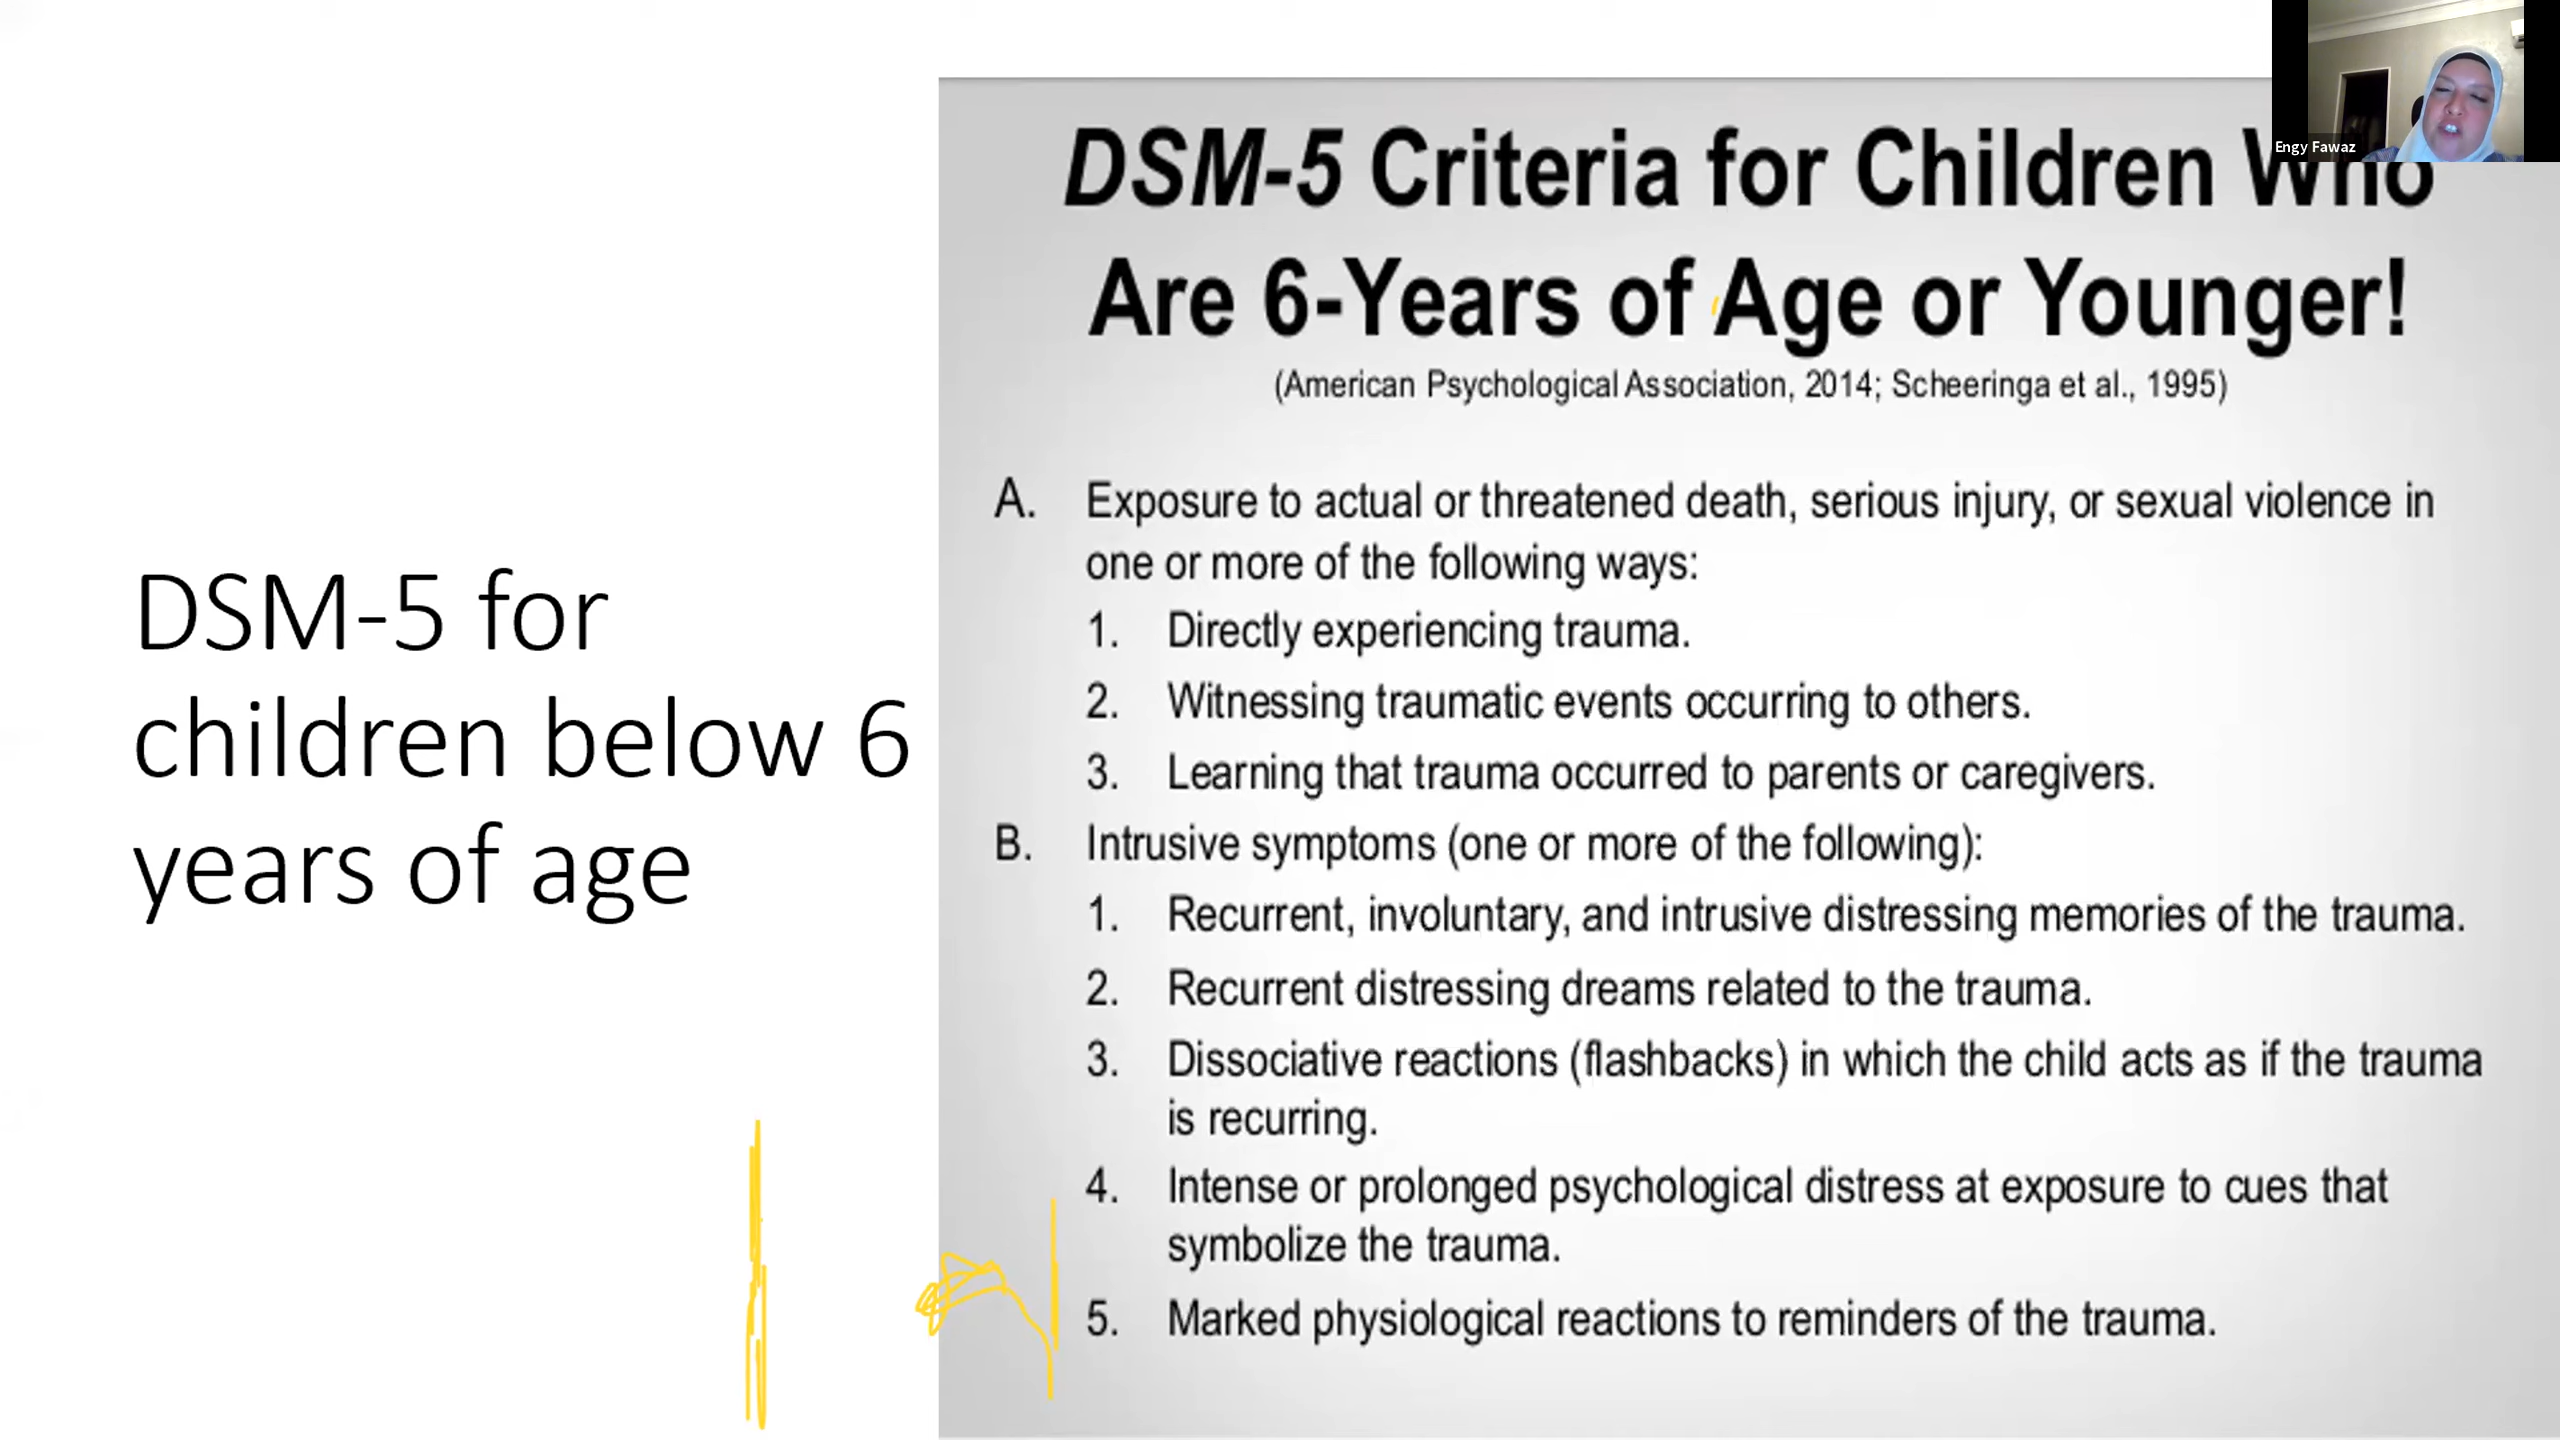 Engy Fawaz
DSM-5 for
children below 6
years of age
DSM-5 Criteria for Children Who
Are 6-Years of Age or Younger!
(American Psychological Association, 2014; Scheeringa et al., 1995)
A. Exposure to actual or threatened death, serious injury, or sexual violence in
one or more of the following ways:
1. Directly experiencing trauma.
2. Witnessing traumatic events occurring to others.
3. Learning that trauma occurred to parents or caregivers.
B. Intrusive symptoms (one or more of the following):
1. Recurrent, involuntary, and intrusive distressing memories of the trauma.
2. Recurrent distressing dreams related to the trauma.
3. Dissociative reactions (flashbacks) in which the child acts as if the trauma
is recurring.
4. Intense or prolonged psychological distress at exposure to cues that
symbolize the trauma.
5. Marked physiological reactions to reminders of the trauma.